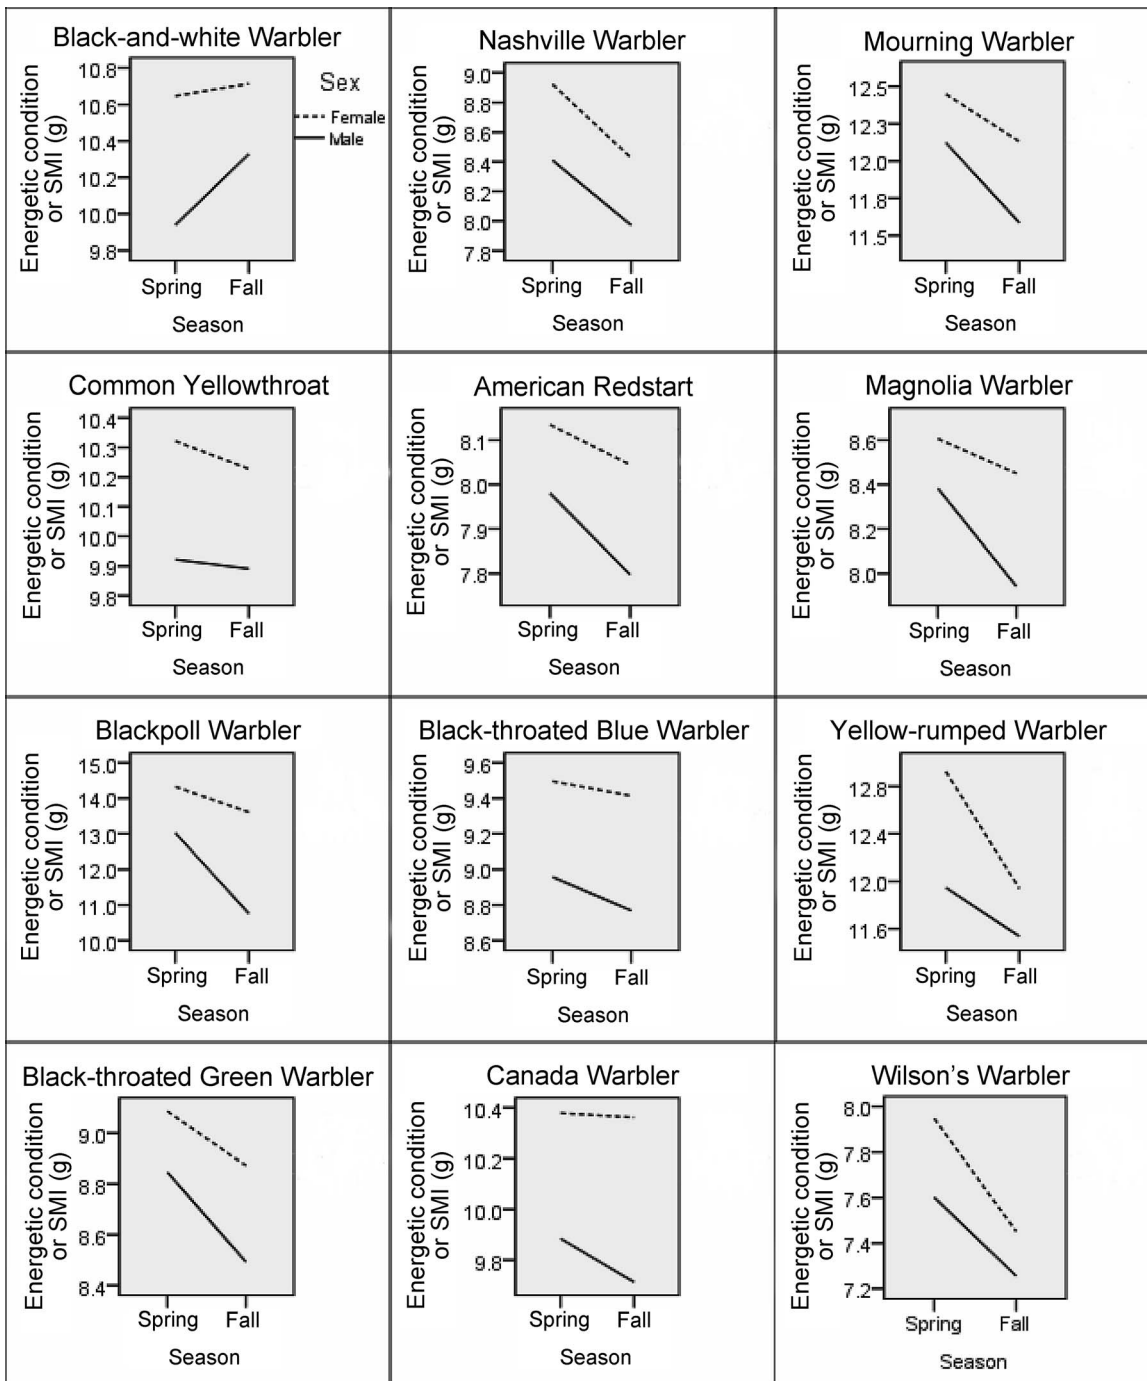 Black-and-white Warbler
Energetic condition
or SMI (g)
10.8
10.6
10.4
10.2
10.0
9.8
Sex
Female
Male
Spring Fall
Season
Nashville Warbler
Energetic condition
or SMI (g)
9.0
8.8
8.6
8.4
8.2
8.0
7.8
Spring Fall
Season
Mourning Warbler
Energetic condition
or SMI (g)
12.5
12.3
12.0
11.8
11.5
Spring Fall
Season
Common Yellowthroat
Energetic condition
or SMI (g)
10.4
10.3
10.2
10.1
10.0
9.9
9.8
Spring Fall
Season
American Redstart
Energetic condition
or SMI (g)
8.1
8.0
7.9
7.8
Spring Fall
Season
Magnolia Warbler
Energetic condition
or SMI (g)
8.6
8.4
8.2
8.0
Spring Fall
Season
Blackpoll Warbler
Energetic condition
or SMI (g)
15.0
14.0
13.0
12.0
11.0
10.0
Spring Fall
Season
Black-throated Blue Warbler
Energetic condition
or SMI (g)
9.6
9.4
9.2
9.0
8.8
8.6
Spring Fall
Season
Yellow-rumped Warbler
Energetic condition
or SMI (g)
12.8
12.4
12.0
11.6
Spring Fall
Season
Black-throated Green Warbler
Energetic condition
or SMI (g)
9.0
8.8
8.6
8.4
Spring Fall
Season
Canada Warbler
Energetic condition
or SMI (g)
10.4
10.2
10.0
9.8
Spring Fall
Season
Wilson's Warbler
Energetic condition
or SMI (g)
8.0
7.8
7.6
7.4
7.2
Spring Fall
Season